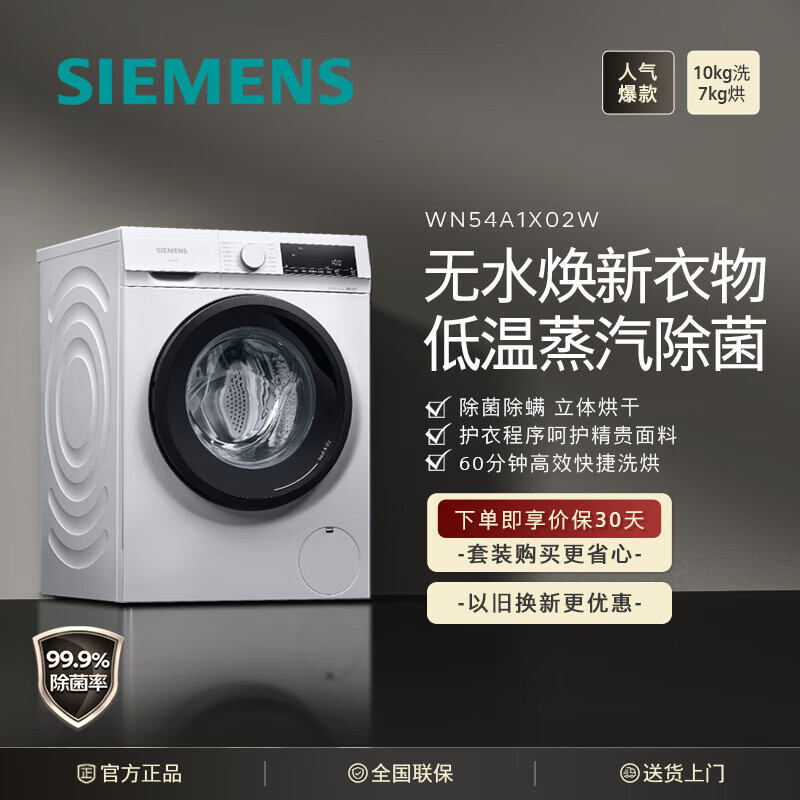 SIEMENS
人气
爆款
10kg洗
7kg烘
WN54A1X02W
无水焕新衣物
低温蒸汽除菌
除菌除螨 立体烘干
护衣程序呵护精贵面料
60分钟高效快捷洗烘
下单即享价保30天
-套装购买更省心-
-以旧换新更优惠-
SIEMENS
99.9%
除菌率
正 官方正品
全国联保
送货上门